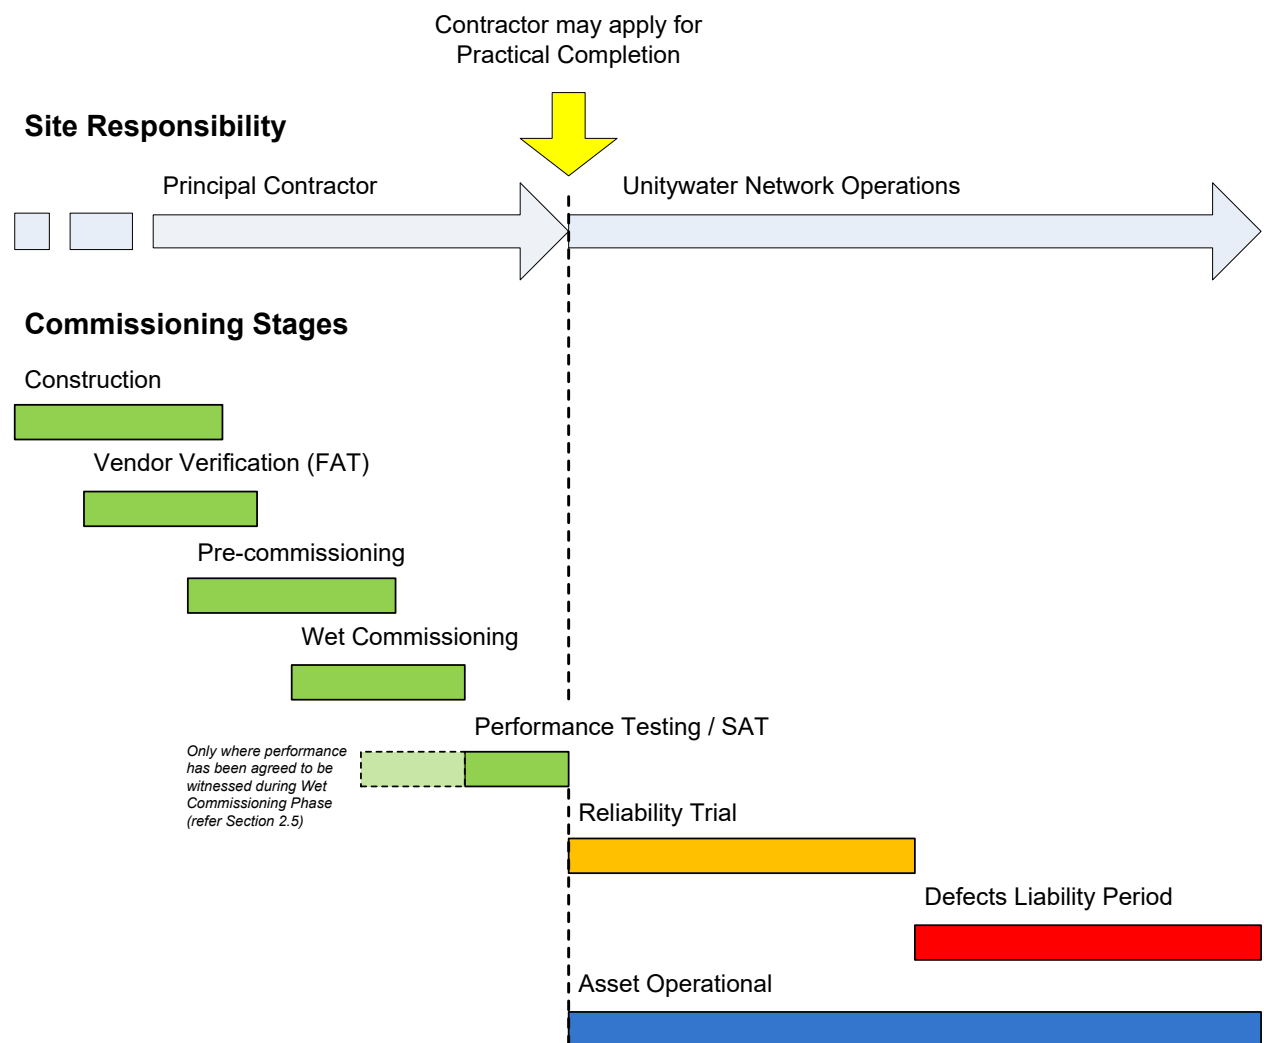 Contractor may apply for
Practical Completion
Site Responsibility
Principal Contractor
Unitywater Network Operations
Commissioning Stages
Construction
Vendor Verification (FAT)
Pre-commissioning
Wet Commissioning
Performance Testing / SAT
Only where performance
has been agreed to be
witnessed during Wet
Commissioning Phase
(refer Section 2.5)
Reliability Trial
Defects Liability Period
Asset Operational